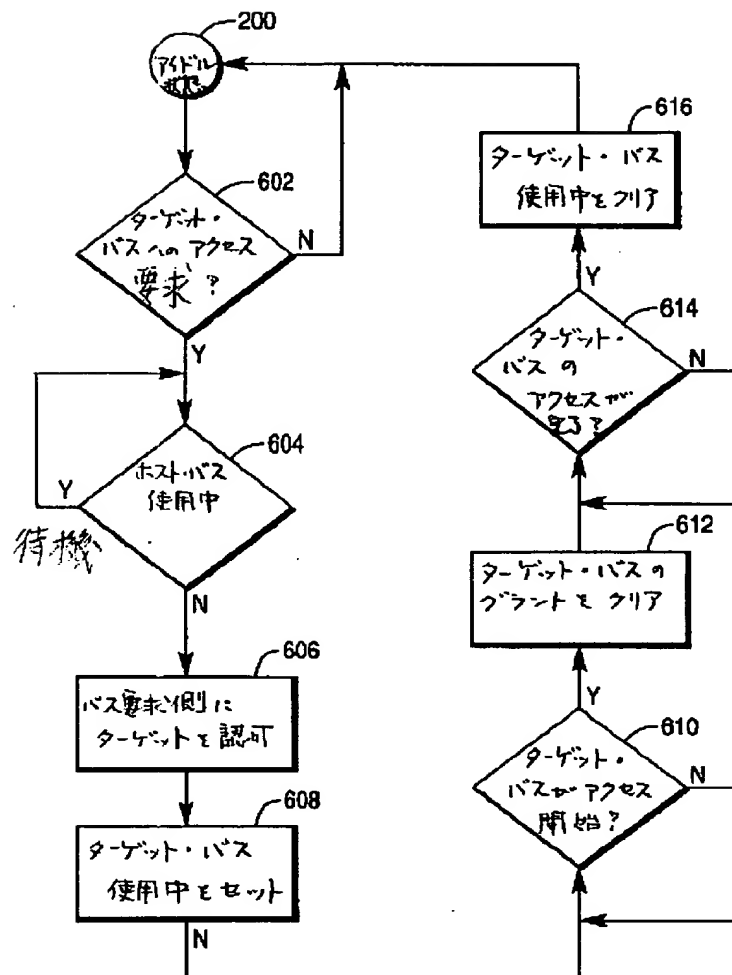 200
アイドル
状態
602
ターゲット・
バスへのアクセス
要求?
N
Y
604
ホスト・バス
使用中
Y
待機
N
606
バス要求側に
ターゲットを認可
608
ターゲット・バス
使用中をセット
N
616
ターゲット・バス
使用中をクリア
Y
614
ターゲット・
バスの
アクセスが
完了?
N
612
ターゲット・バスの
グラントをクリア
Y
610
ターゲット・
バスがアクセス
開始?
N